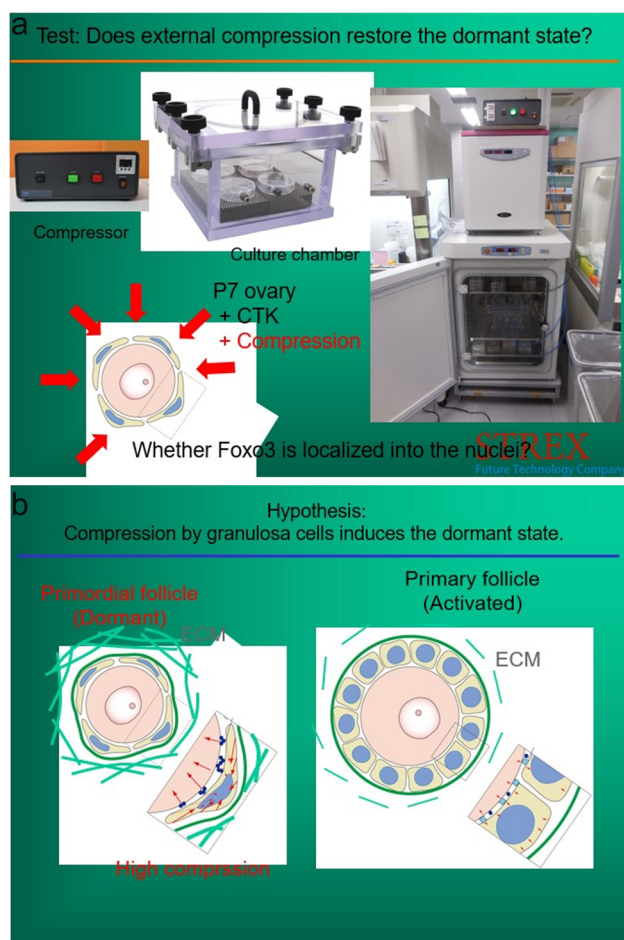 a
Test: Does external compression restore the dormant state?
Compressor
Culture chamber
P7 ovary
+ CTK
+ Compression
Whether Foxo3 is localized into the nuclei?
STREX
Future Technology Company
b
Hypothesis:
Compression by granulosa cells induces the dormant state.
Primordial follicle
(Dormant)
ECM
High comprssion
Primary follicle
(Activated)
ECM